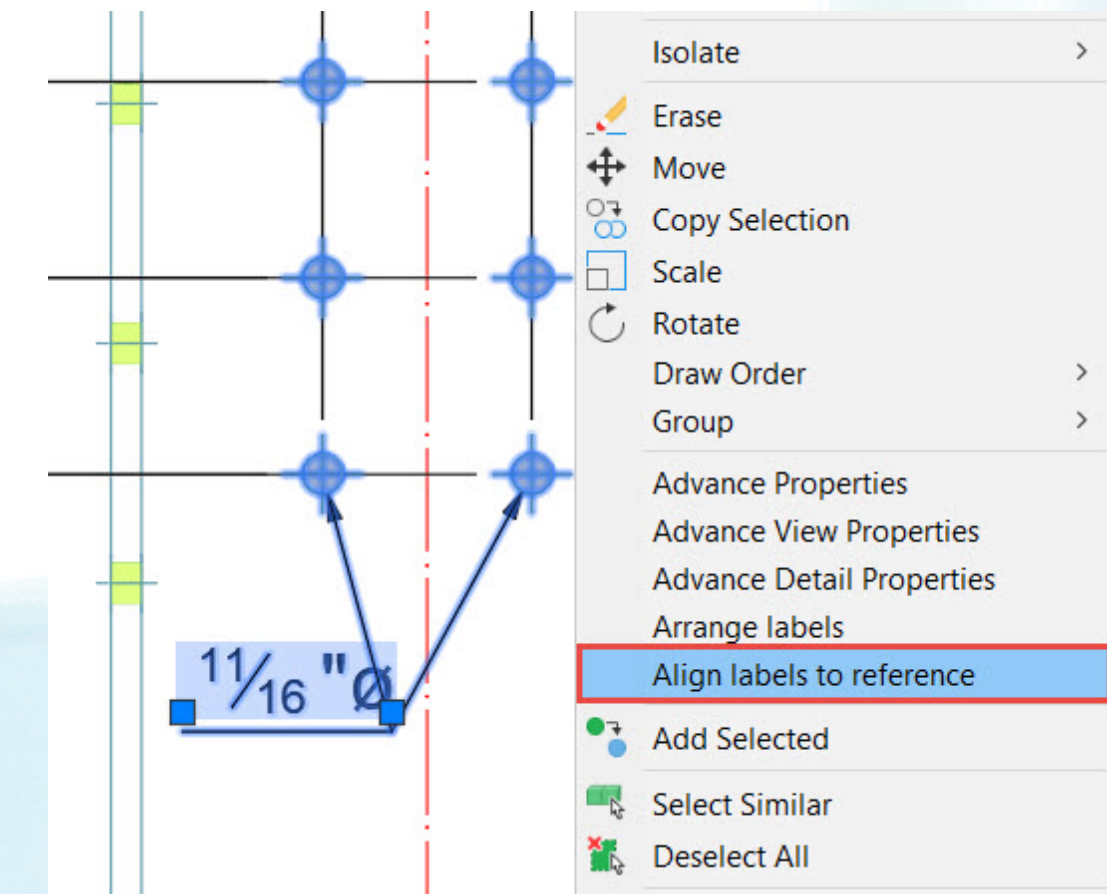 Isolate
Erase
Move
Copy Selection
Scale
Rotate
Draw Order
Group
Advance Properties
Advance View Properties
Advance Detail Properties
Arrange labels
Align labels to reference
Add Selected
Select Similar
Deselect All
11/16 "Ø